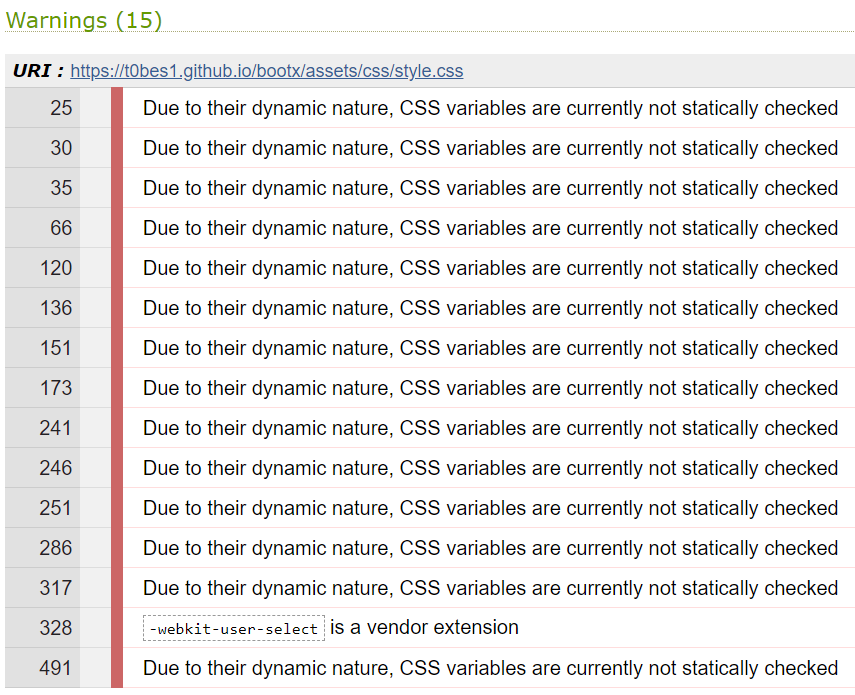 Warnings (15)
URI : https://t0bes1.github.io/bootx/assets/css/style.css
25 Due to their dynamic nature, CSS variables are currently not statically checked
30 Due to their dynamic nature, CSS variables are currently not statically checked
35 Due to their dynamic nature, CSS variables are currently not statically checked
66 Due to their dynamic nature, CSS variables are currently not statically checked
120 Due to their dynamic nature, CSS variables are currently not statically checked
136 Due to their dynamic nature, CSS variables are currently not statically checked
151 Due to their dynamic nature, CSS variables are currently not statically checked
173 Due to their dynamic nature, CSS variables are currently not statically checked
241 Due to their dynamic nature, CSS variables are currently not statically checked
246 Due to their dynamic nature, CSS variables are currently not statically checked
251 Due to their dynamic nature, CSS variables are currently not statically checked
286 Due to their dynamic nature, CSS variables are currently not statically checked
317 Due to their dynamic nature, CSS variables are currently not statically checked
328 -webkit-user-select is a vendor extension
491 Due to their dynamic nature, CSS variables are currently not statically checked